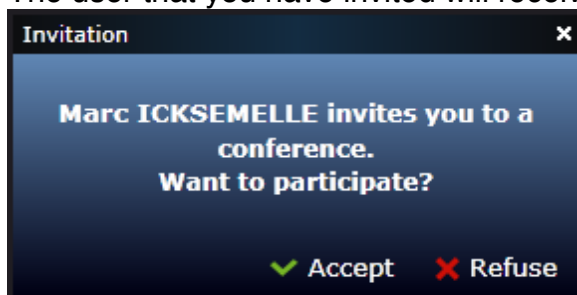 The user that you have invited will receiv
Invitation
Marc ICKSEMELLE invites you to a
conference.
Want to participate?
Accept Refuse